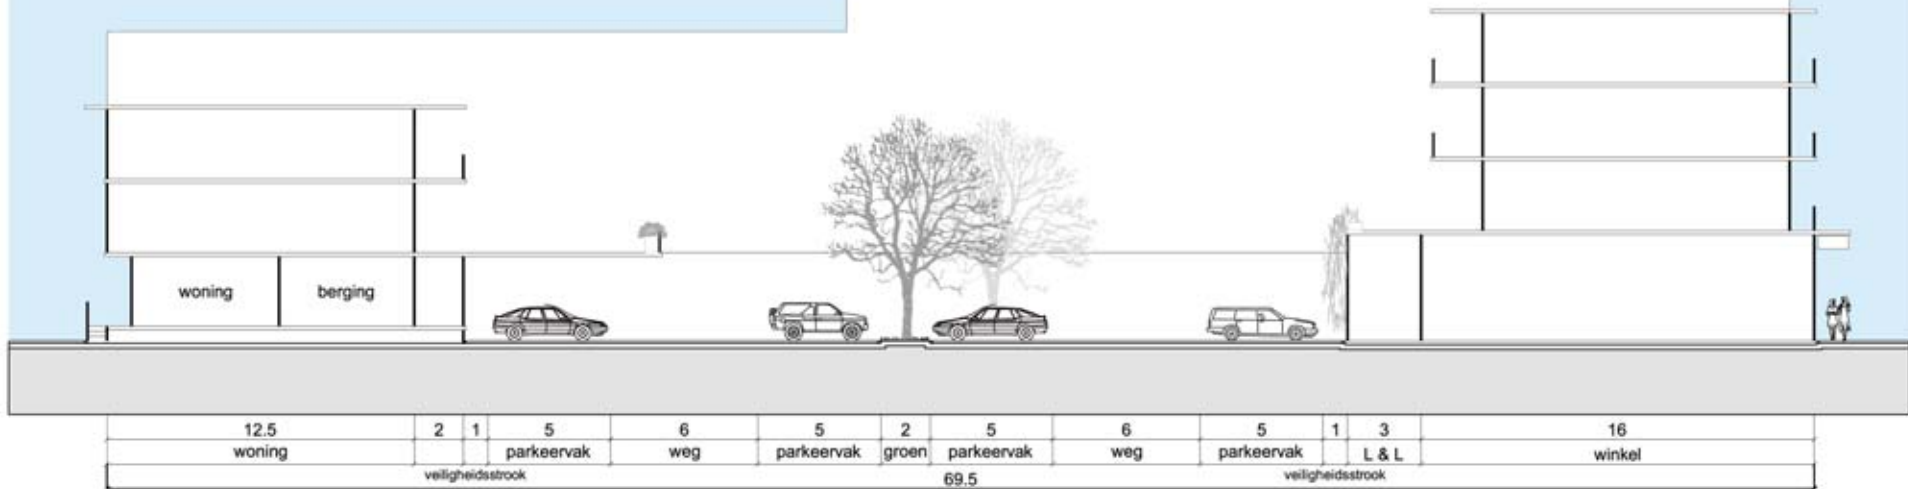 woning berging
12.5 2 1 5 6 5 2 5 6 5 1 3 16
woning parkeervak weg parkeervak groen parkeervak weg parkeervak L & L winkel
veiligheidsstrook 69.5 veiligheidsstrook